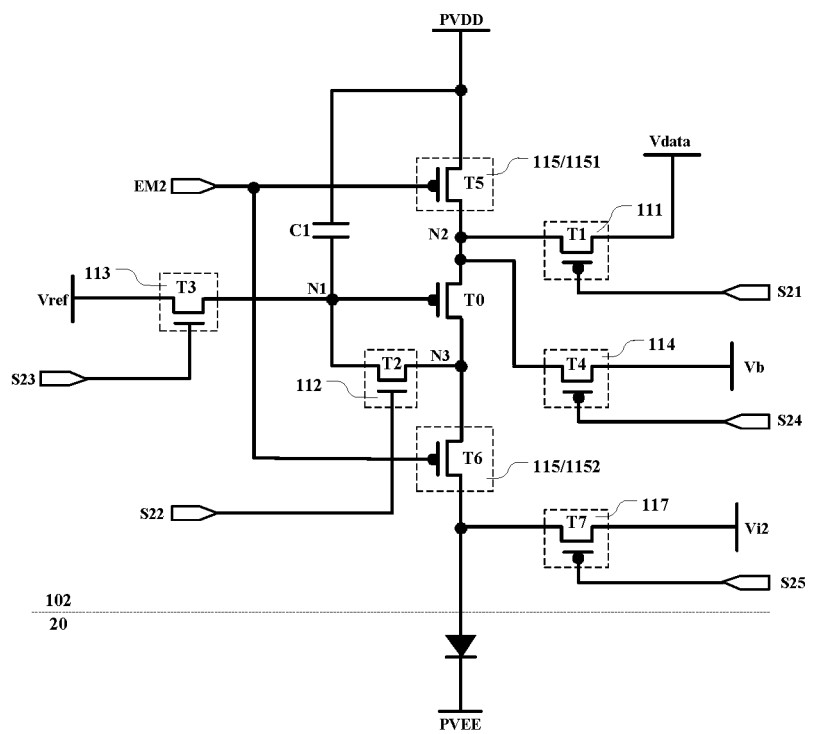 PVDD
Vdata
115/1151
EM2
T5
111
C1
N2
T1
113
T3
N1
Vref
T0
S21
114
T2
N3
T4
Vb
S23
112
S24
T6
115/1152
117
S22
T7
Vi2
S25
102
20
PVEE